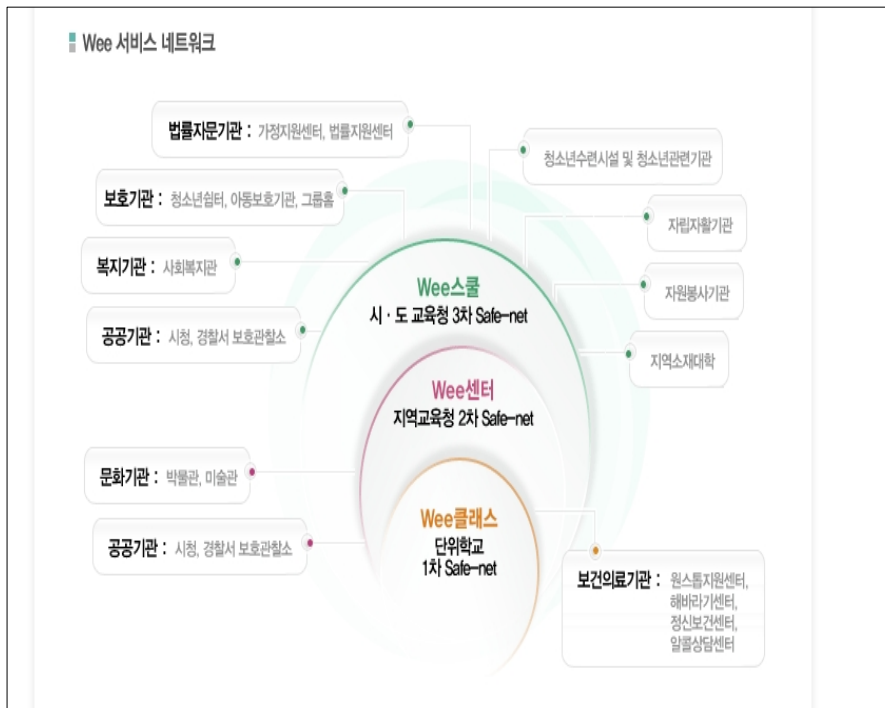 Wee 서비스 네트워크
법률자문기관 : 가정지원센터, 법률지원센터
청소년수련시설 및 청소년관련기관
보호기관 : 청소년쉼터, 아동보호기관, 그룹홈
자립자활기관
복지기관 : 사회복지관
자원봉사기관
Wee스쿨
시 · 도 교육청 3차 Safe-net
공공기관 : 시청, 경찰서 보호관찰소
지역소재대학
Wee센터
지역교육청 2차 Safe-net
문화기관 : 박물관, 미술관
Wee클래스
단위학교
1차 Safe-net
공공기관 : 시청, 경찰서 보호관찰소
보건의료기관 : 원스톱지원센터,
해바라기센터,
정신보건센터,
알콜상담센터